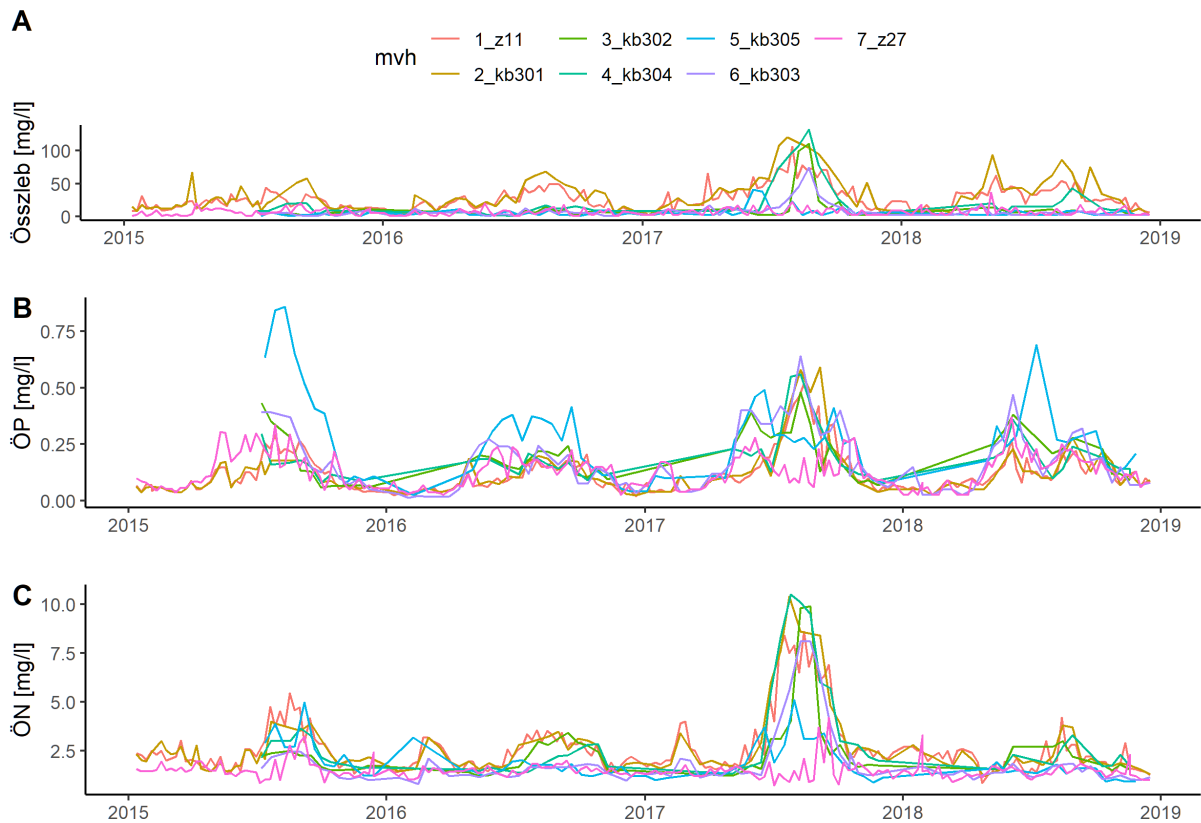 A
mvh
1_z11 3_kb302 5_kb305 7_z27
2_kb301 4_kb304 6_kb303
Összleb [mg/l]
100
50
0
2015 2016 2017 2018 2019
B
ÖP [mg/l]
0.75
0.50
0.25
0.00
2015 2016 2017 2018 2019
C
ÖN [mg/l]
10.0
7.5
5.0
2.5
2015 2016 2017 2018 2019